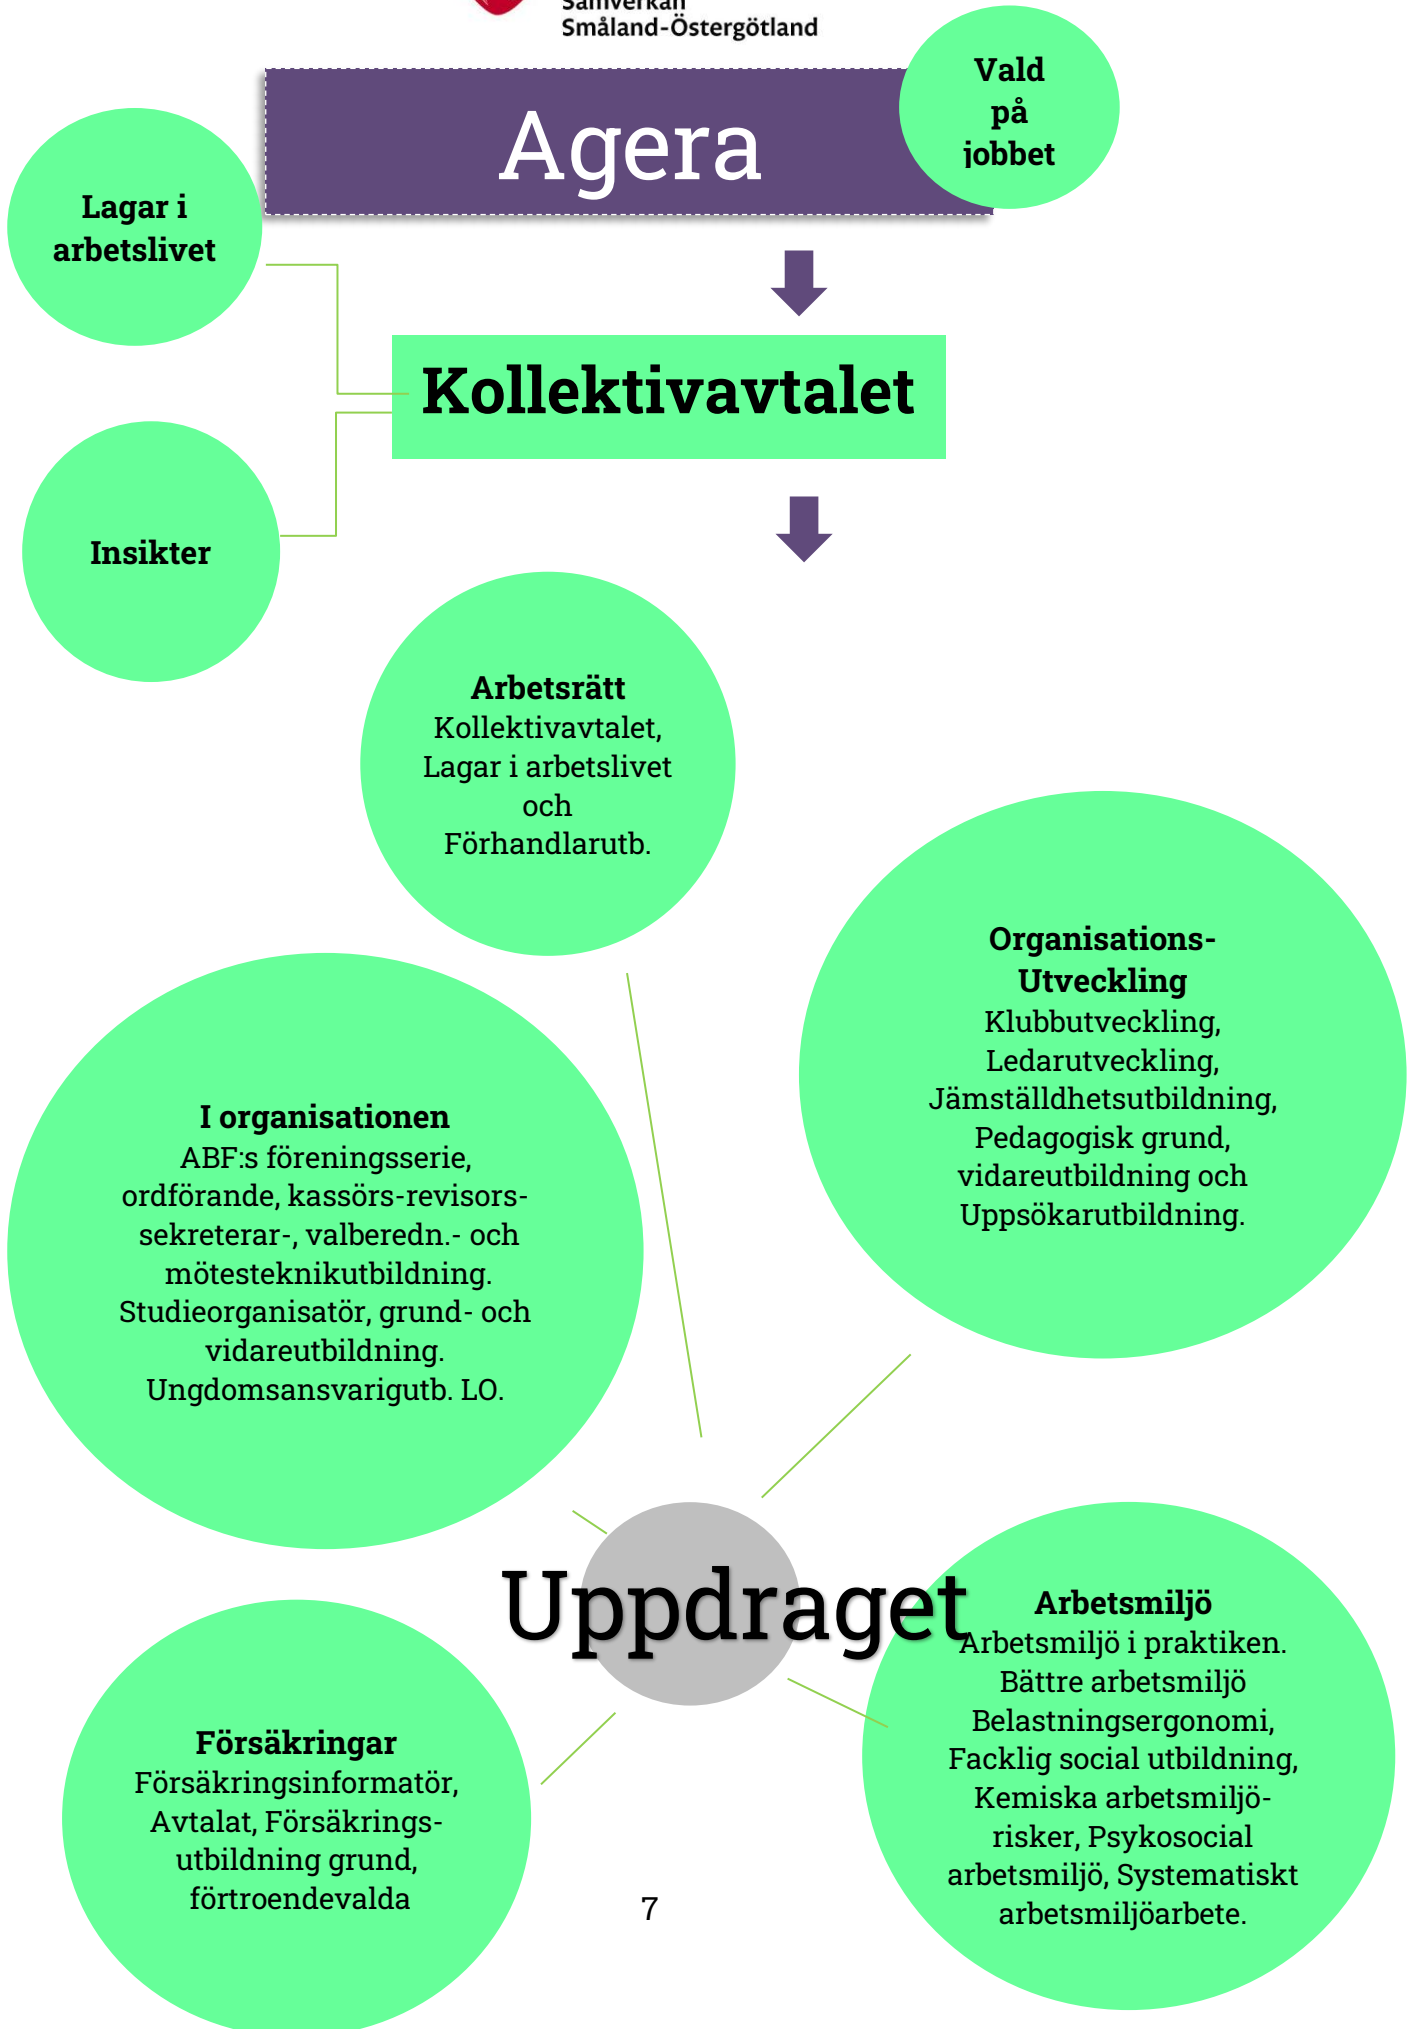 Samverkan
Småland-Östergötland
Vald
på
jobbet
Agera
Lagar i
arbetslivet
Kollektivavtalet
Insikter
Arbetsrätt
Kollektivavtalet,
Lagar i arbetslivet
och
Förhandlarutb.
Organisations-
Utveckling
Klubbutveckling,
Ledarutveckling,
Jämställdhetsutbildning,
Pedagogisk grund,
vidareutbildning och
Uppsökarutbildning.
I organisationen
ABF:s föreningsserie,
ordförande, kassörs-revisors-
sekreterar-, valberedn.- och
mötesteknikutbildning.
Studieorganisatör, grund- och
vidareutbildning.
Ungdomsansvarigutb. LO.
Uppdraget
Arbetsmiljö
Arbetsmiljö i praktiken.
Bättre arbetsmiljö
Belastningsergonomi,
Facklig social utbildning,
Kemiska arbetsmiljö-
risker, Psykosocial
arbetsmiljö, Systematiskt
arbetsmiljöarbete.
Försäkringar
Försäkringsinformatör,
Avtalat, Försäkrings-
utbildning grund,
förtroendevalda
7